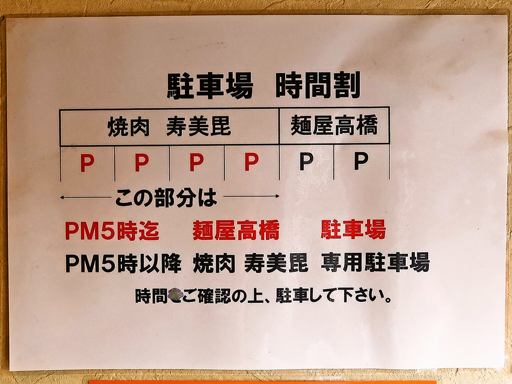 駐車場 時間割
焼肉 寿美毘 麺屋高橋
P P P P P P
この部分は
PM5時迄 麺屋高橋 駐車場
PM5時以降 焼肉 寿美毘 専用駐車場
時間 ご確認の上、駐車して下さい。